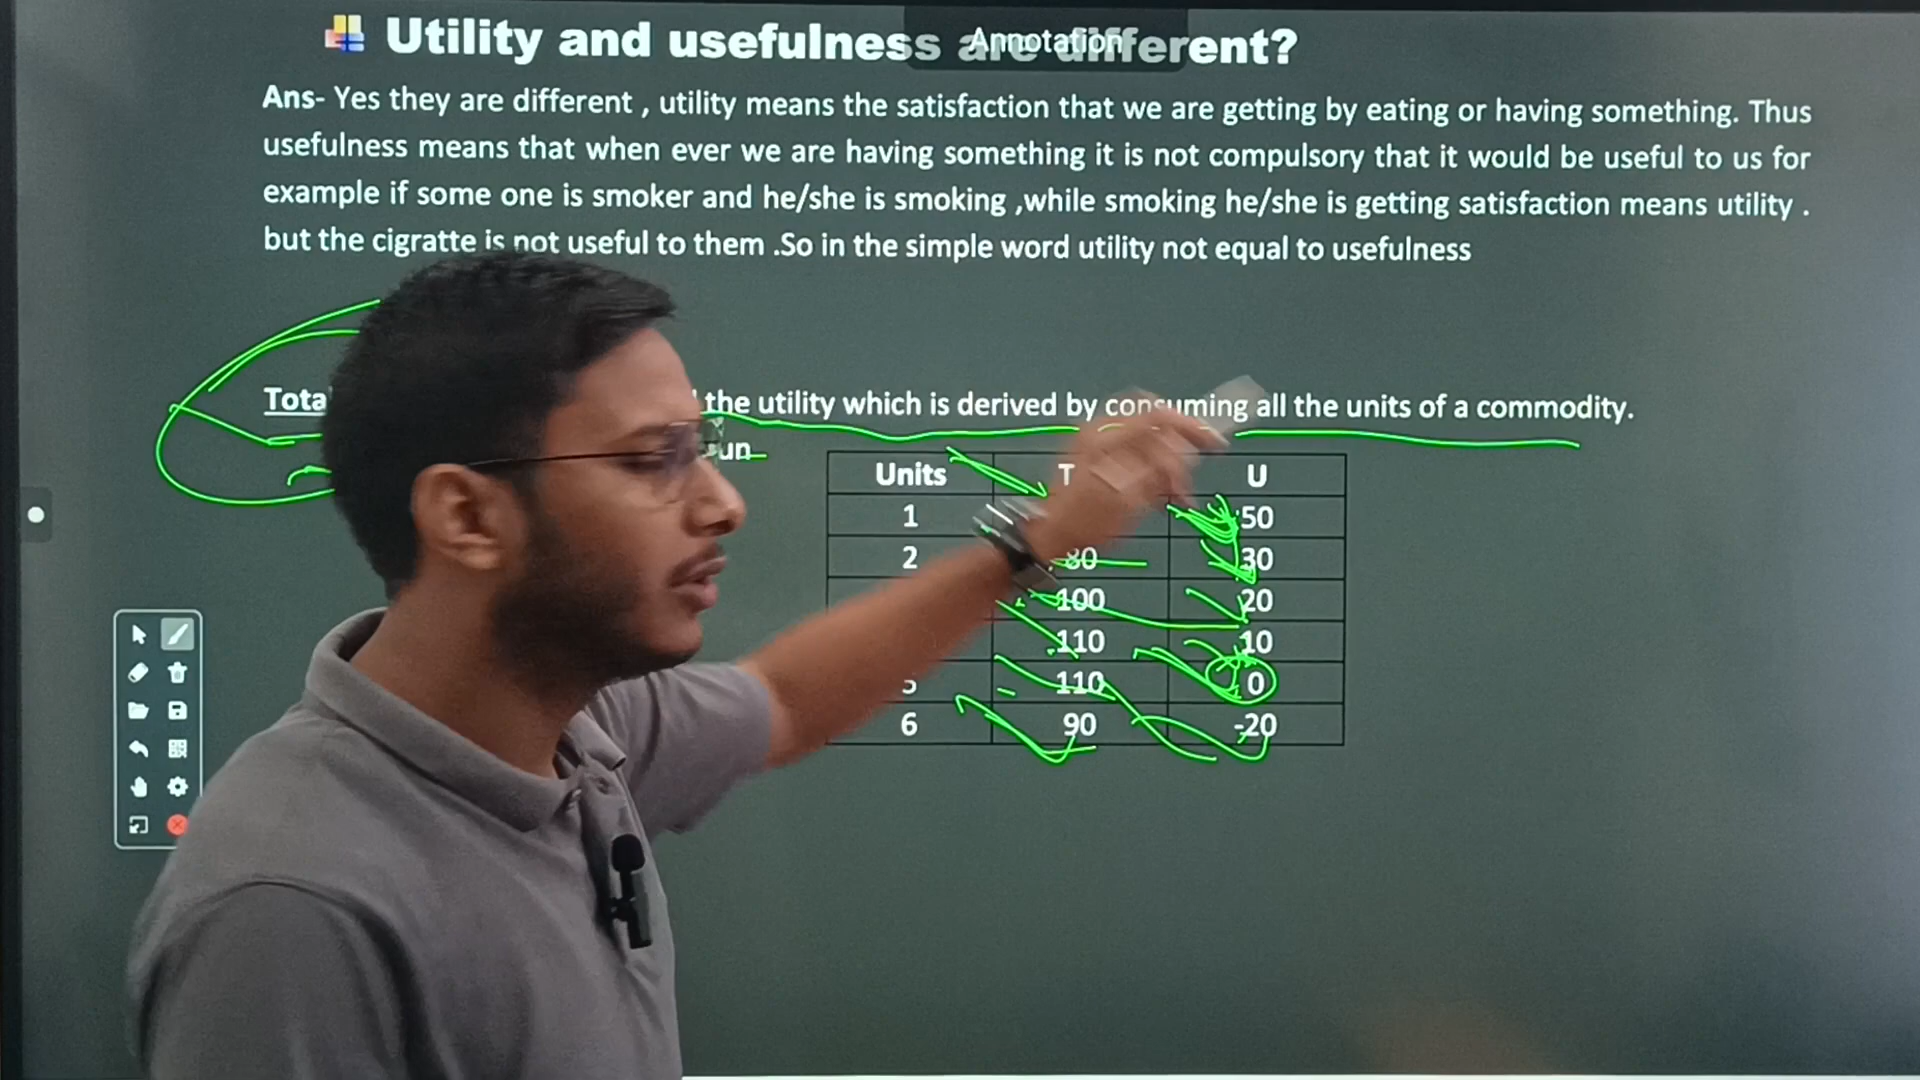 Utility and usefulness are different?
Annotation
Ans- Yes they are different , utility means the satisfaction that we are getting by eating or having something. Thus
usefulness means that when ever we are having something it is not compulsory that it would be useful to us for
example if some one is smoker and he/she is smoking ,while smoking he/she is getting satisfaction means utility .
but the cigratte is not useful to them .So in the simple word utility not equal to usefulness
the utility which is derived by consuming all the units of a commodity.
Units T U
1 50
2 80 30
100 20
110 10
5 110 0
6 90 -20